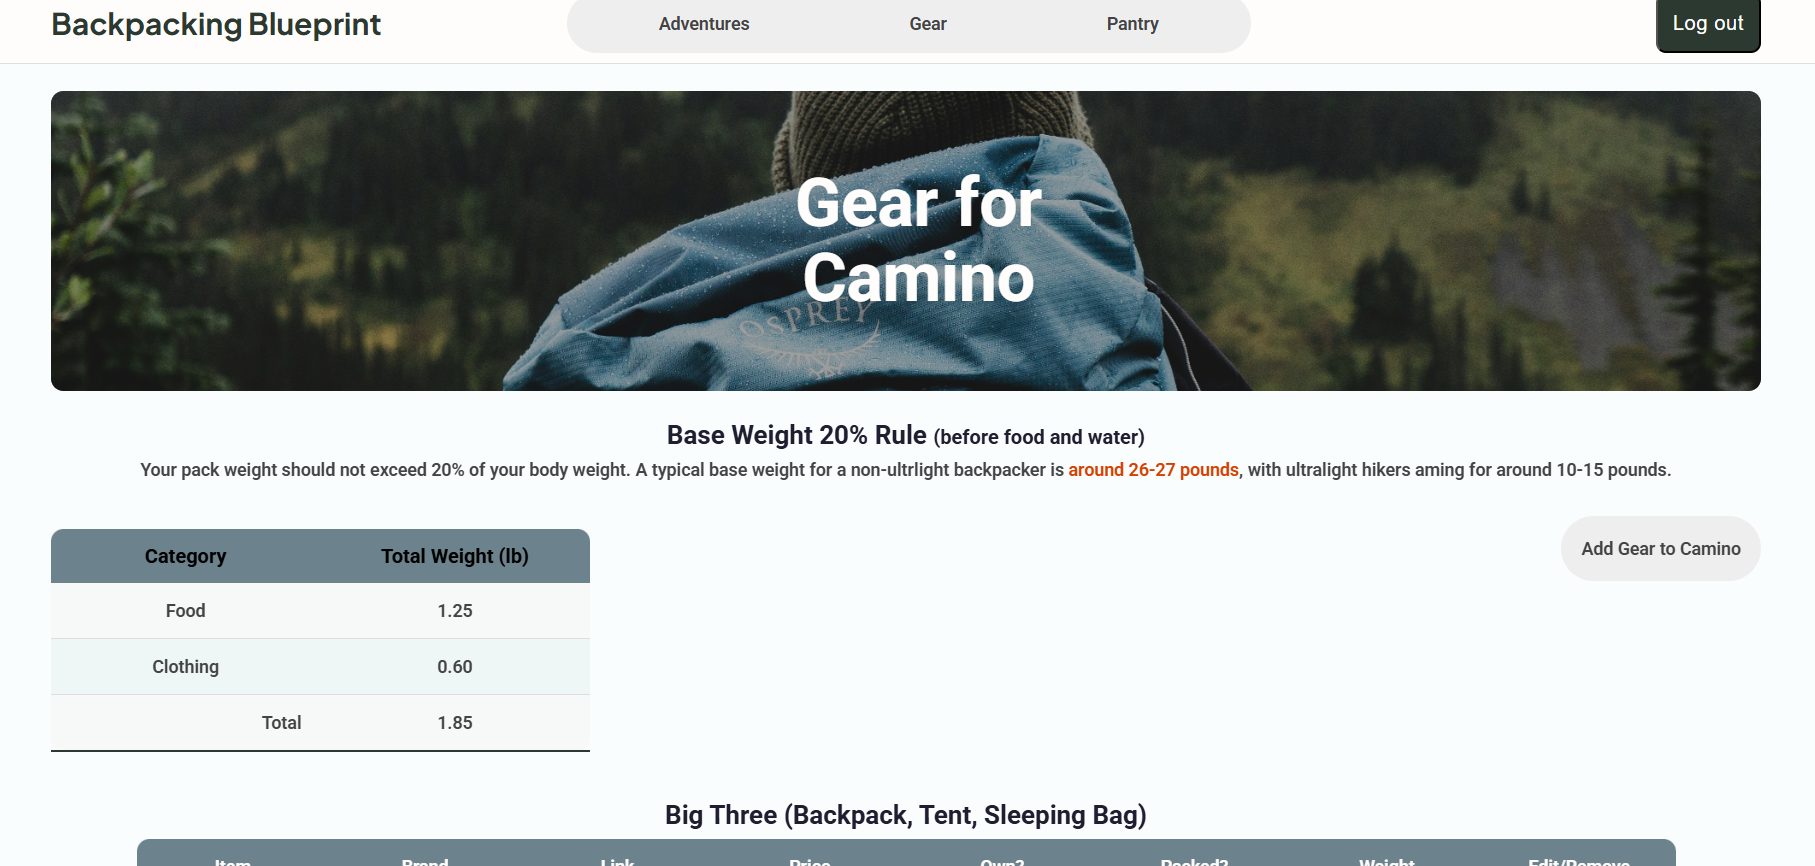 Backpacking Blueprint
Adventures
Gear
Pantry
Log out
Gear for
Camino
OSPREY
Base Weight 20% Rule (before food and water)
Your pack weight should not exceed 20% of your body weight. A typical base weight for a non-ultrlight backpacker is around 26-27 pounds, with ultralight hikers aming for around 10-15 pounds.
Add Gear to Camino
Category Total Weight (lb)
Food 1.25
Clothing 0.60
Total 1.85
Big Three (Backpack, Tent, Sleeping Bag)
Item Brand Link Price Own? Packed? Weight Edit/Remove